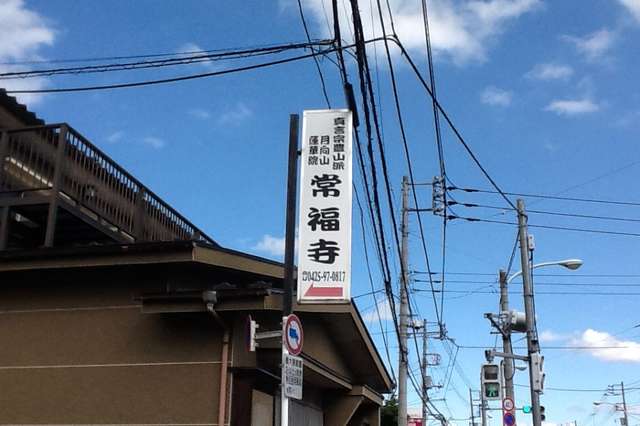 真言宗豊山派
月向山
蓮華院
常福寺
☎0425-97-0817